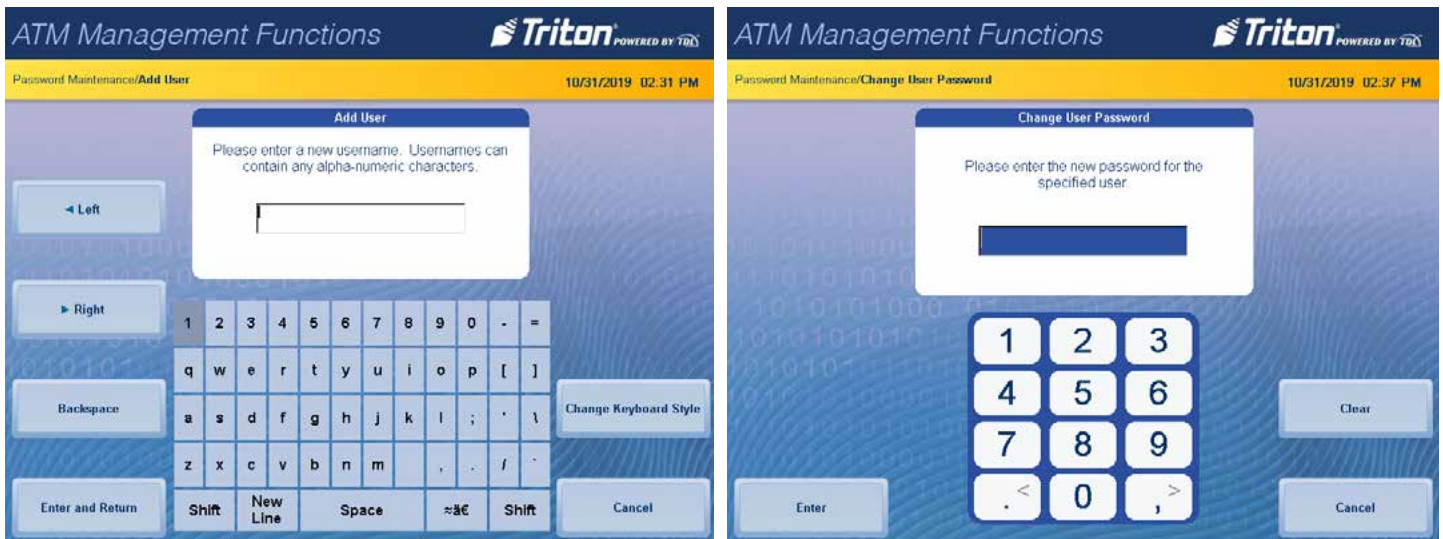 ATM Management Functions
Triton POWERED BY TDL
Password Maintenance/Add User
10/31/2019 02:31 PM
Add User
Please enter a new username. Usernames can
contain any alpha-numeric characters.
◄ Left
► Right
Backspace
Enter and Return
1 2 3 4 5 6 7 8 9 0 - =
q w e r t y u i o p [ ]
a s d f g h j k l ; ' \
z x c v b n m , . /
Shift New Line Space ≈ã€ Shift
Change Keyboard Style
Cancel
ATM Management Functions
Triton POWERED BY TDL
Password Maintenance/Change User Password
10/31/2019 02:37 PM
Change User Password
Please enter the new password for the
specified user.
1 2 3
4 5 6
7 8 9
. < 0 , >
Enter
Clear
Cancel